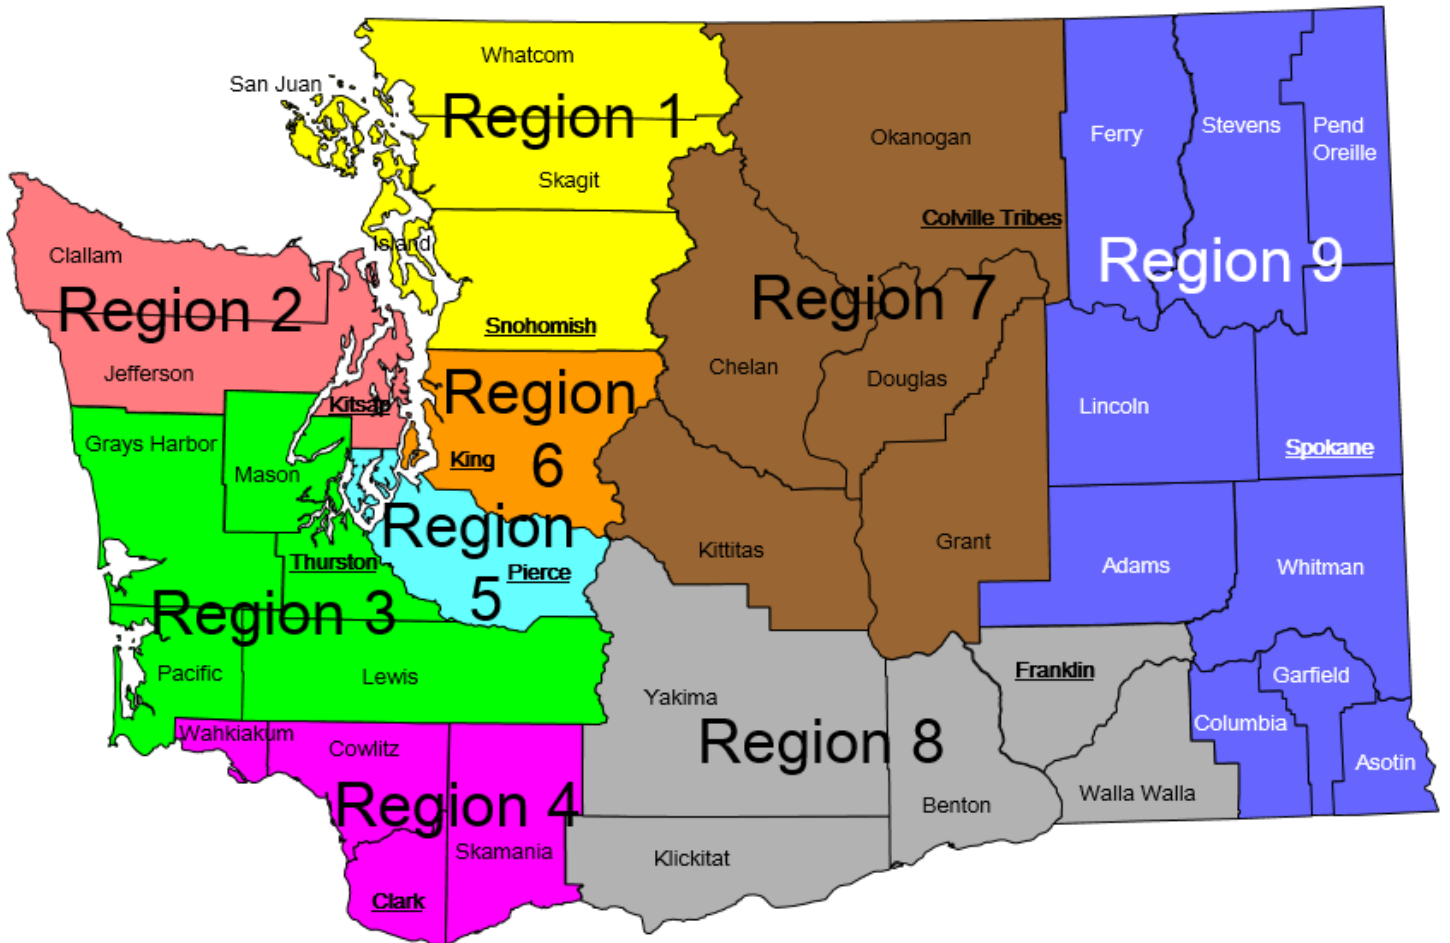 Whatcom
San Juan
Region 1
Skagit
Island
Snohomish
Clallam
Region 2
Jefferson
Kitsap
Grays Harbor
Mason
Thurston
Region 3
Pacific
Lewis
Wahkiakum
Cowlitz
Region 4
Skamania
Clark
Region
5
Pierce
Region
6
King
Okanogan
Colville Tribes
Region 7
Chelan
Douglas
Kittitas
Grant
Yakima
Region 8
Franklin
Benton
Walla Walla
Klickitat
Ferry
Stevens
Pend
Oreille
Region 9
Lincoln
Spokane
Adams
Whitman
Garfield
Columbia
Asotin